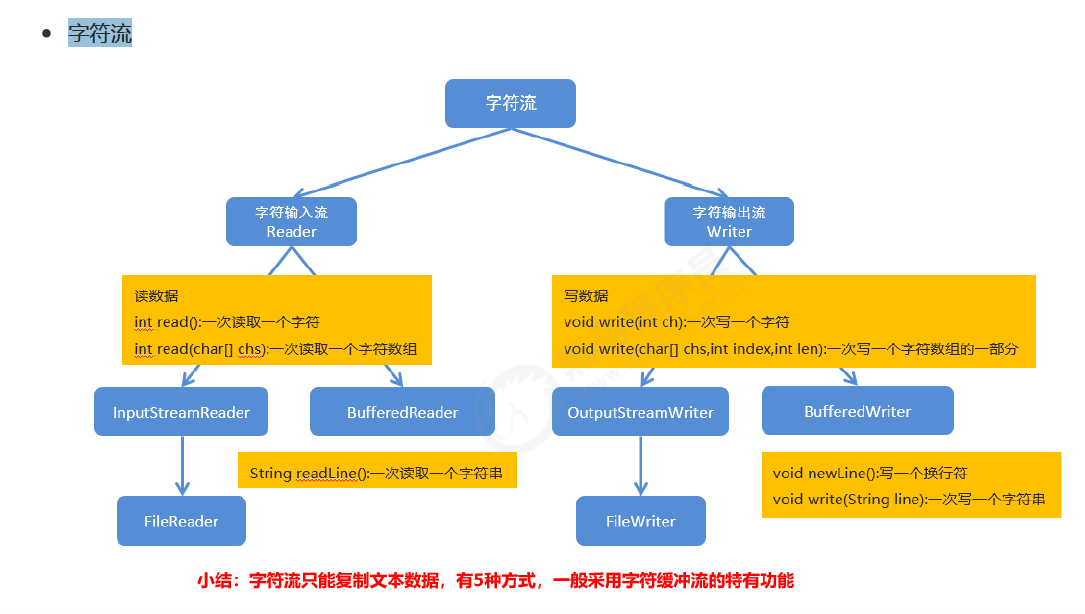 字符流
字符流
字符输入流
Reader
字符输出流
Writer
读数据
int read():一次读取一个字符
int read(char[] chs):一次读取一个字符数组
写数据
void write(int ch):一次写一个字符
void write(char[] chs,int index,int len):一次写一个字符数组的一部分
InputStreamReader
BufferedReader
OutputStreamWriter
BufferedWriter
String readLine():一次读取一个字符串
void newLine():写一个换行符
void write(String line):一次写一个字符串
FileReader
FileWriter
小结：字符流只能复制文本数据，有5种方式，一般采用字符缓冲流的特有功能